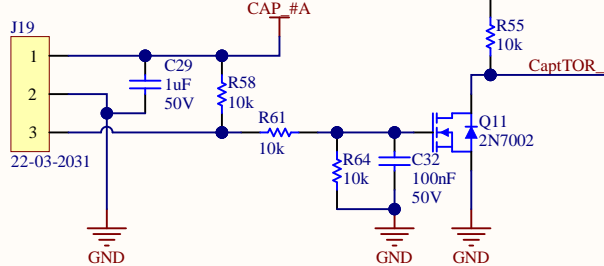 CAP_#A
J19
1
2
3
22-03-2031
C29
1uF
50V
R58
10k
R61
10k
R64
10k
C32
100nF
50V
R55
10k
CaptTOR_
Q11
2N7002
GND
GND
GND